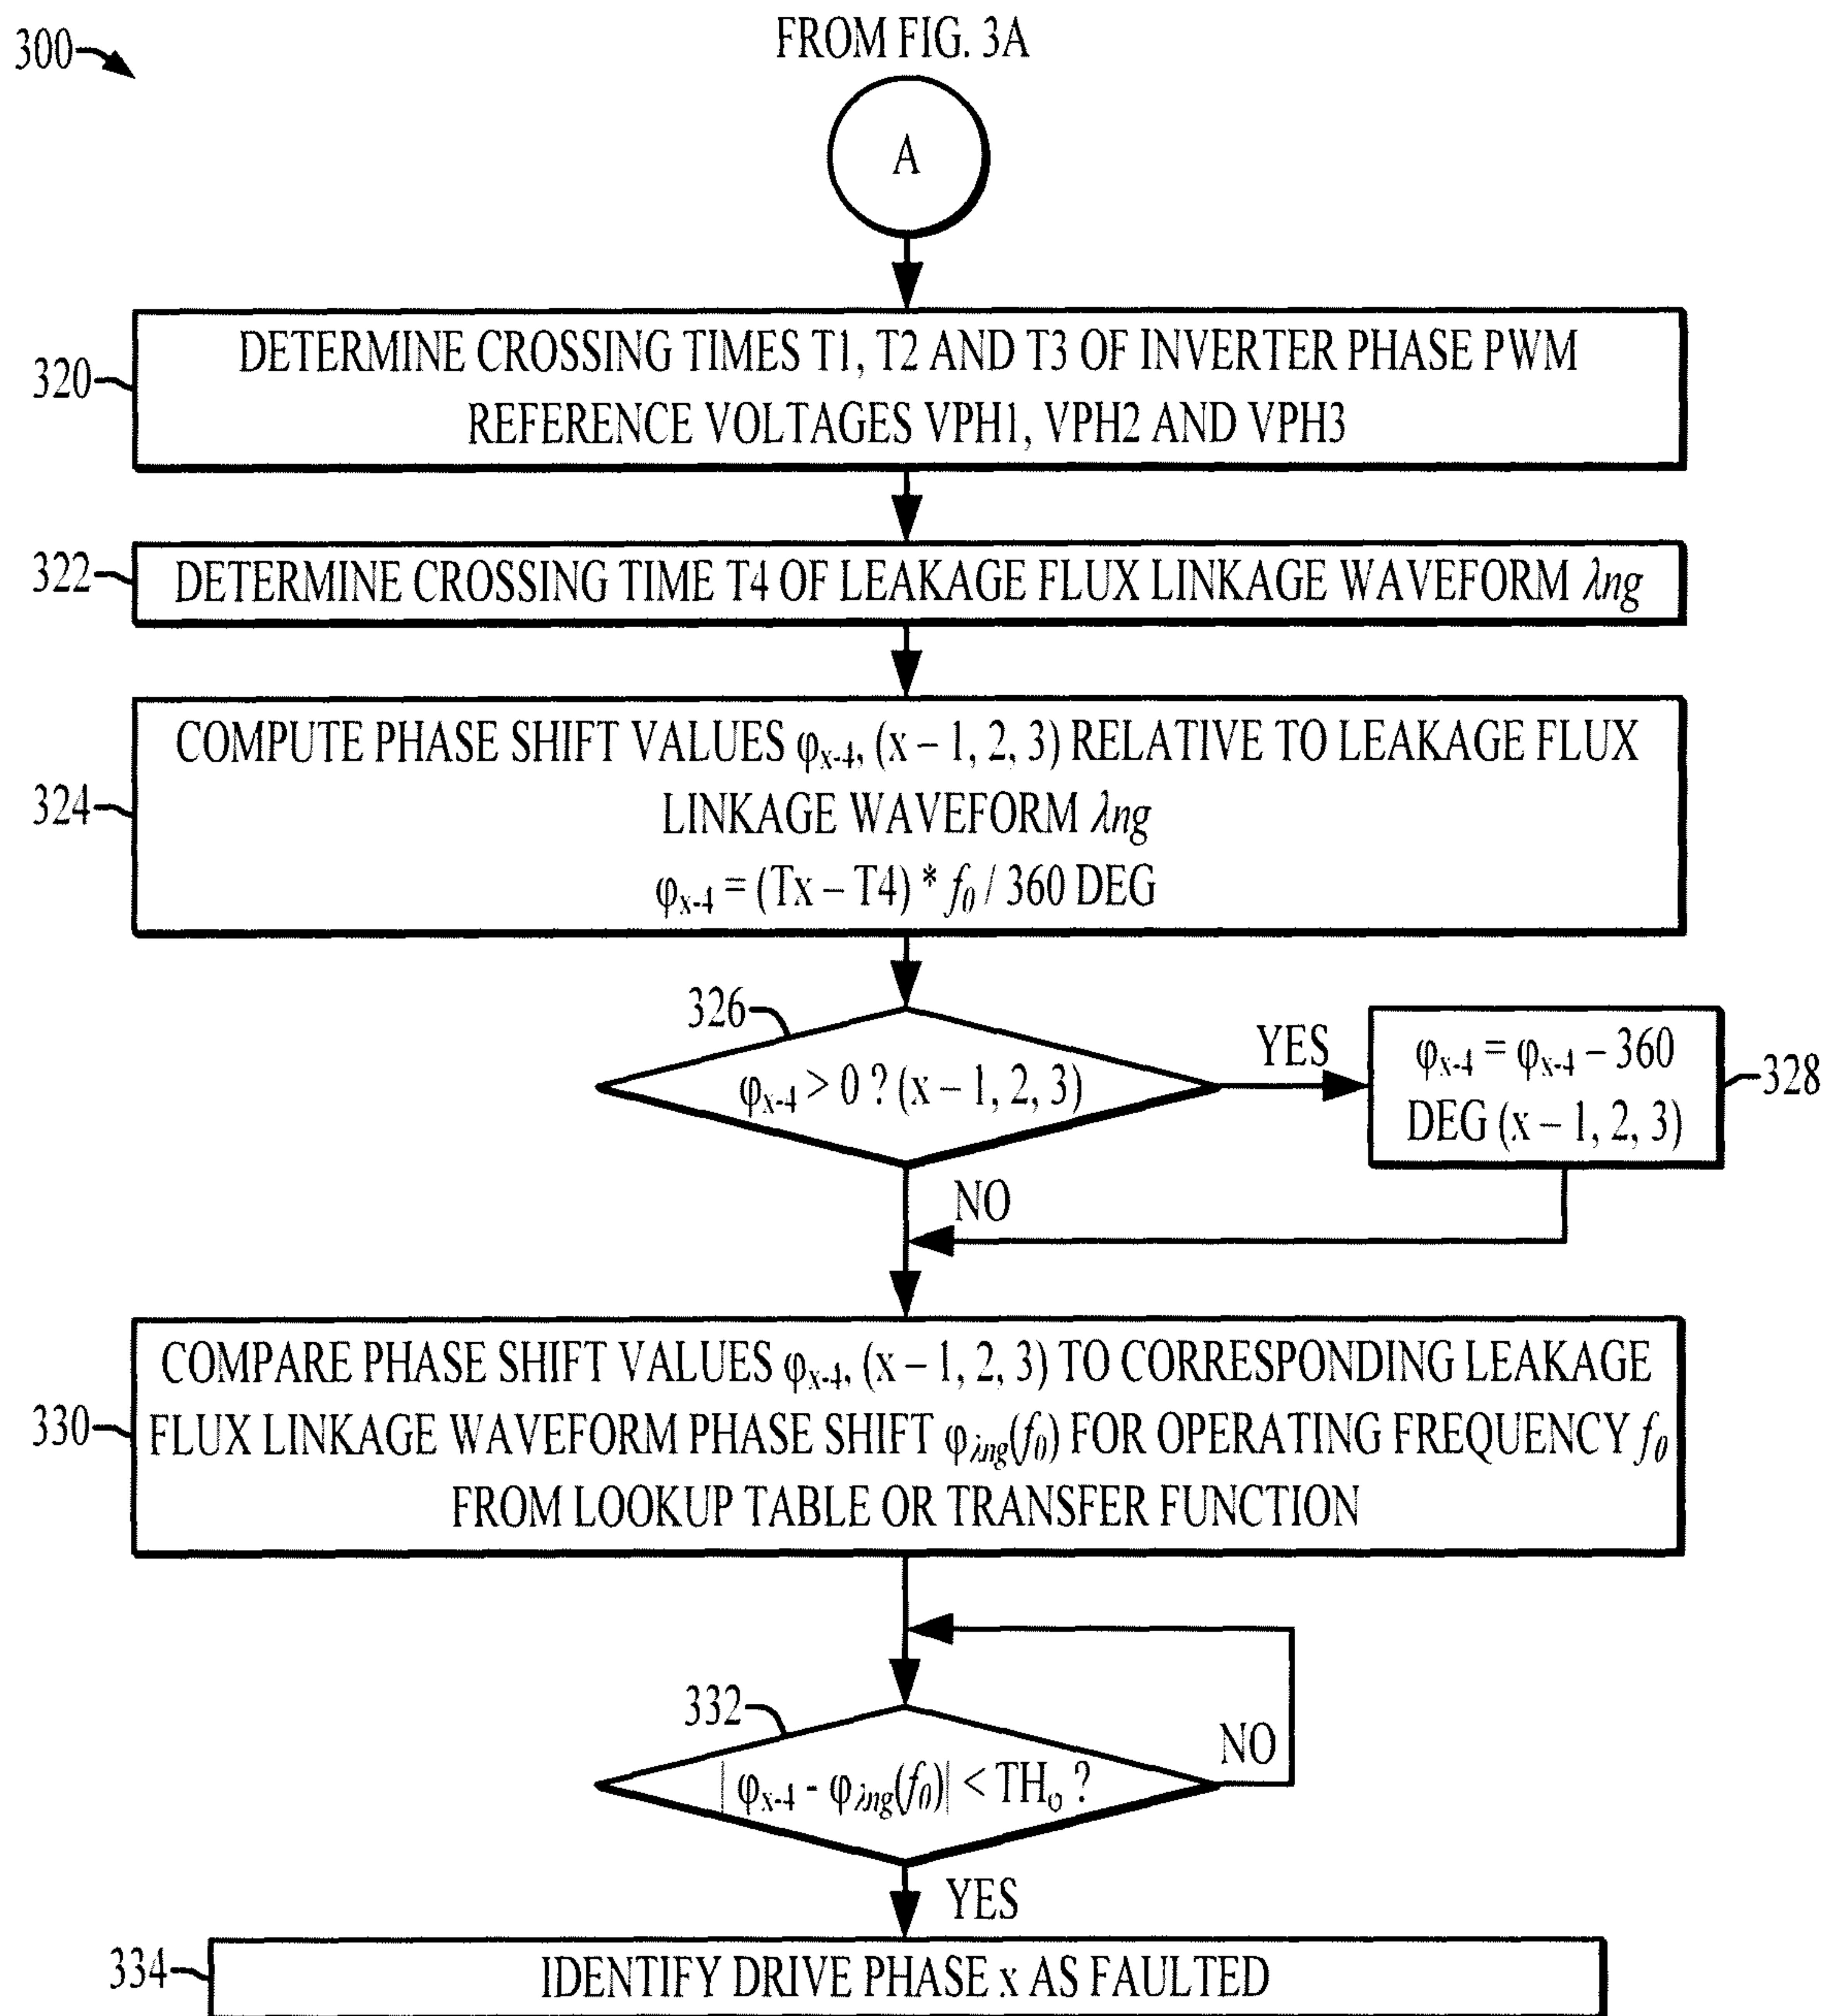 300
FROM FIG. 3A
A
320
DETERMINE CROSSING TIMES T1, T2 AND T3 OF INVERTER PHASE PWM
REFERENCE VOLTAGES VPH1, VPH2 AND VPH3
322
DETERMINE CROSSING TIME T4 OF LEAKAGE FLUX LINKAGE WAVEFORM λng
324
COMPUTE PHASE SHIFT VALUES φx-4, (x – 1, 2, 3) RELATIVE TO LEAKAGE FLUX
LINKAGE WAVEFORM λng
φx-4 = (Tx – T4) * f0 / 360 DEG
326
φx-4 > 0 ? (x – 1, 2, 3)
YES
φx-4 = φx-4 – 360
DEG (x – 1, 2, 3)
328
NO
330
COMPARE PHASE SHIFT VALUES φx-4, (x – 1, 2, 3) TO CORRESPONDING LEAKAGE
FLUX LINKAGE WAVEFORM PHASE SHIFT φλng(f0) FOR OPERATING FREQUENCY f0
FROM LOOKUP TABLE OR TRANSFER FUNCTION
332
| φx-4 - φλng(f0)| < THφ ?
NO
YES
334
IDENTIFY DRIVE PHASE x AS FAULTED